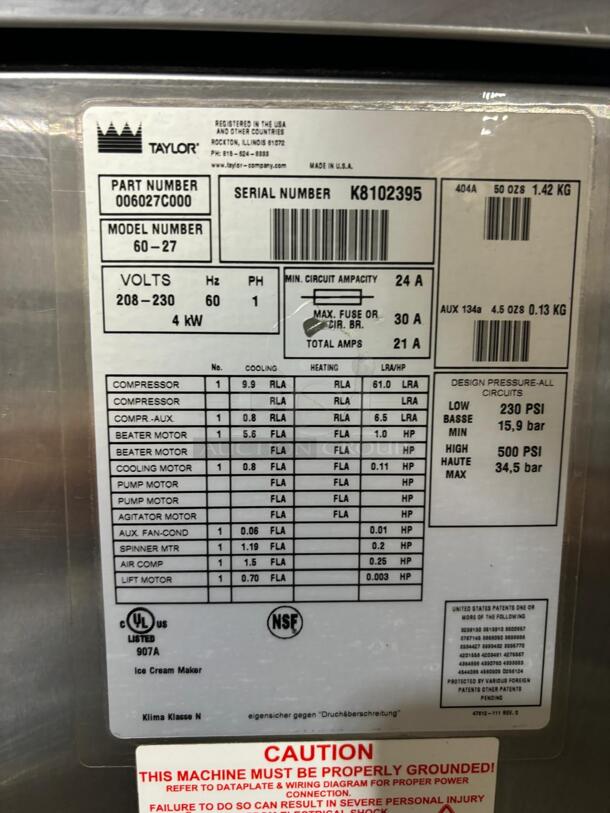 TAYLOR®
REGISTERED IN THE USA
AND OTHER COUNTRIES
ROCKTON, ILLINOIS 61072
PH: 815-624-8333
www.taylor-company.com
MADE IN U.S.A.
PART NUMBER
006027C000
SERIAL NUMBER K8102395
MODEL NUMBER
60-27
404A 50 OZS 1.42 KG
AUX 134a 4.5 OZS 0.13 KG
VOLTS Hz PH
208-230 60 1
4 kW
MIN. CIRCUIT AMPACITY 24 A
MAX. FUSE OR
CIR. BR. 30 A
TOTAL AMPS 21 A
No. COOLING HEATING LRA/HP
COMPRESSOR 1 9.9 RLA RLA 61.0 LRA
COMPRESSOR RLA RLA LRA
COMPR.-AUX. 1 0.8 RLA RLA 6.5 LRA
BEATER MOTOR 1 5.6 FLA FLA 1.0 HP
BEATER MOTOR FLA FLA HP
COOLING MOTOR 1 0.8 FLA FLA 0.11 HP
PUMP MOTOR FLA FLA HP
PUMP MOTOR FLA FLA HP
AGITATOR MOTOR FLA FLA HP
AUX. FAN-COND 1 0.06 FLA 0.01 HP
SPINNER MTR 1 1.19 FLA 0.2 HP
AIR COMP 1 1.5 FLA 0.25 HP
LIFT MOTOR 1 0.70 FLA 0.003 HP
DESIGN PRESSURE-ALL
CIRCUITS
LOW 230 PSI
BASSE
MIN 15,9 bar
HIGH 500 PSI
HAUTE 34,5 bar
MAX
AUCTION GROUP
C UL US
LISTED
907A
NSF
Ice Cream Maker
Klima Klasse N
eigensicher gegen "Druch&berschreitung"
UNITED STATES PATENTS ONE OR
MORE OF THE FOLLOWING
PROTECTED BY VARIOUS FOREIGN
PATENTS OTHER PATENTS
PENDING
CAUTION
THIS MACHINE MUST BE PROPERLY GROUNDED!
REFER TO DATAPLATE & WIRING DIAGRAM FOR PROPER POWER
CONNECTION.
FAILURE TO DO SO CAN RESULT IN SEVERE PERSONAL INJURY
ELECTRICAL SHOCK